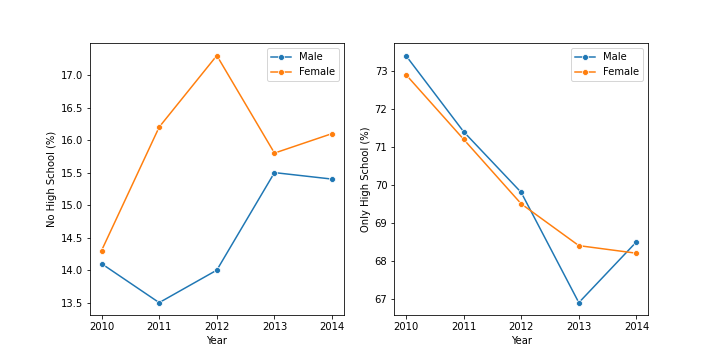 No High School (%)
17.0
16.5
16.0
15.5
15.0
14.5
14.0
13.5
2010 2011 2012 2013 2014
Year
Male
Female
Only High School (%)
73
72
71
70
69
68
67
2010 2011 2012 2013 2014
Year
Male
Female